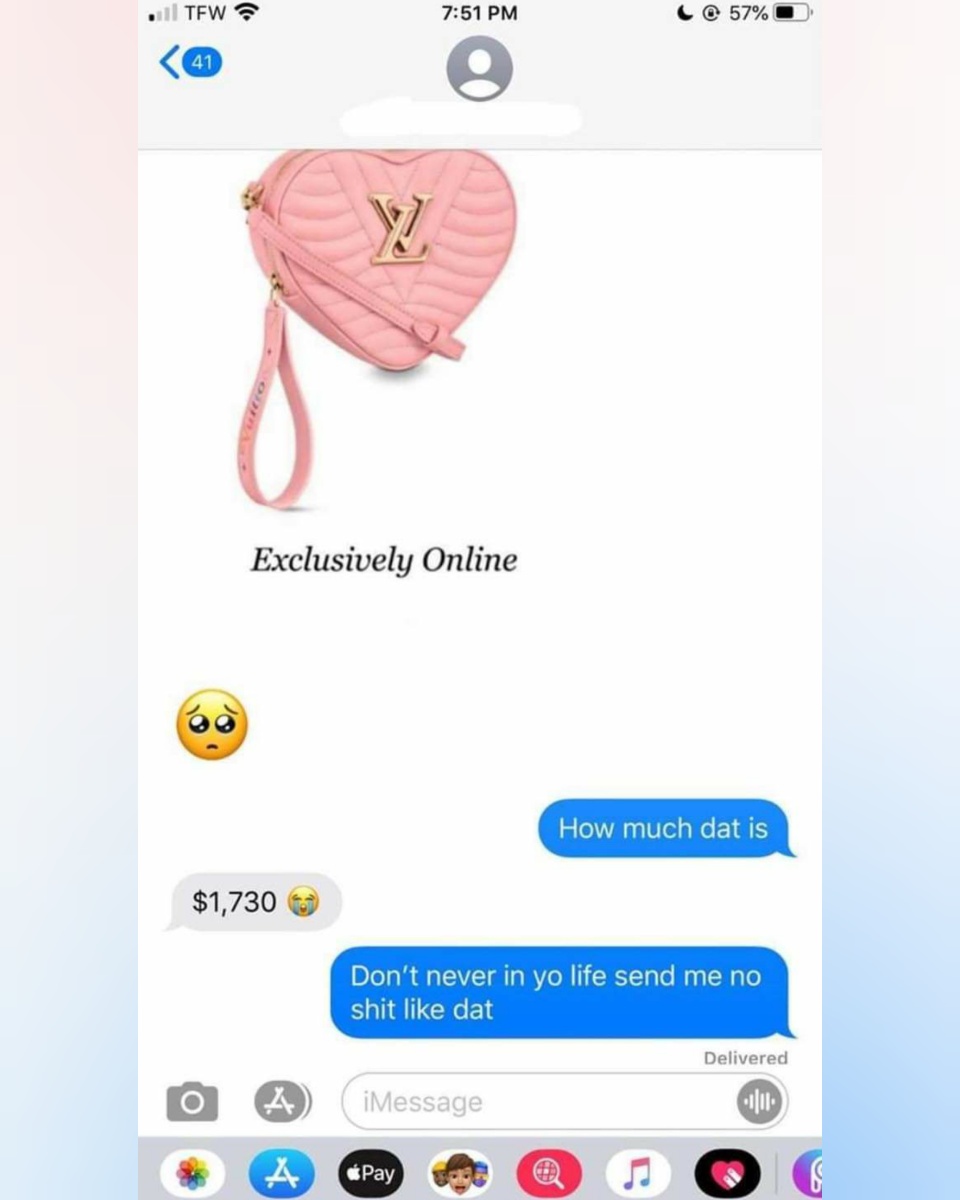 TFW 7:51 PM 57%
41
LV
Exclusively Online
How much dat is
$1,730 😭
Don’t never in yo life send me no
shit like dat
Delivered
iMessage
Pay